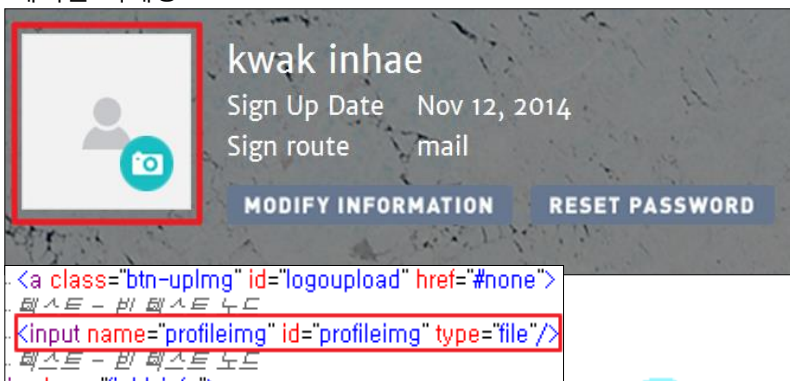 kwak inhae
Sign Up Date Nov 12, 2014
Sign route mail
MODIFY INFORMATION RESET PASSWORD
<a class="btn-upImg" id="logoupload" href="#none">
텍스트 - 빈 텍스트 노드
<input name="profileimg" id="profileimg" type="file"/>
텍스트 - 빈 텍스트 노드